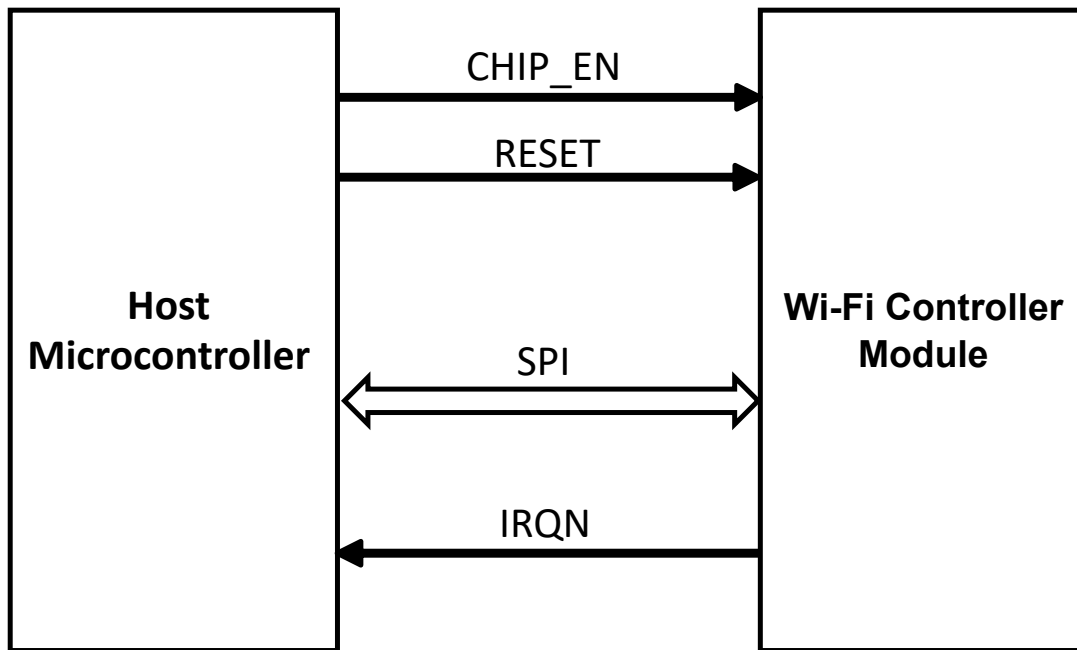 CHIP_EN
RESET
Host
Microcontroller
Wi-Fi Controller
Module
SPI
IRQN